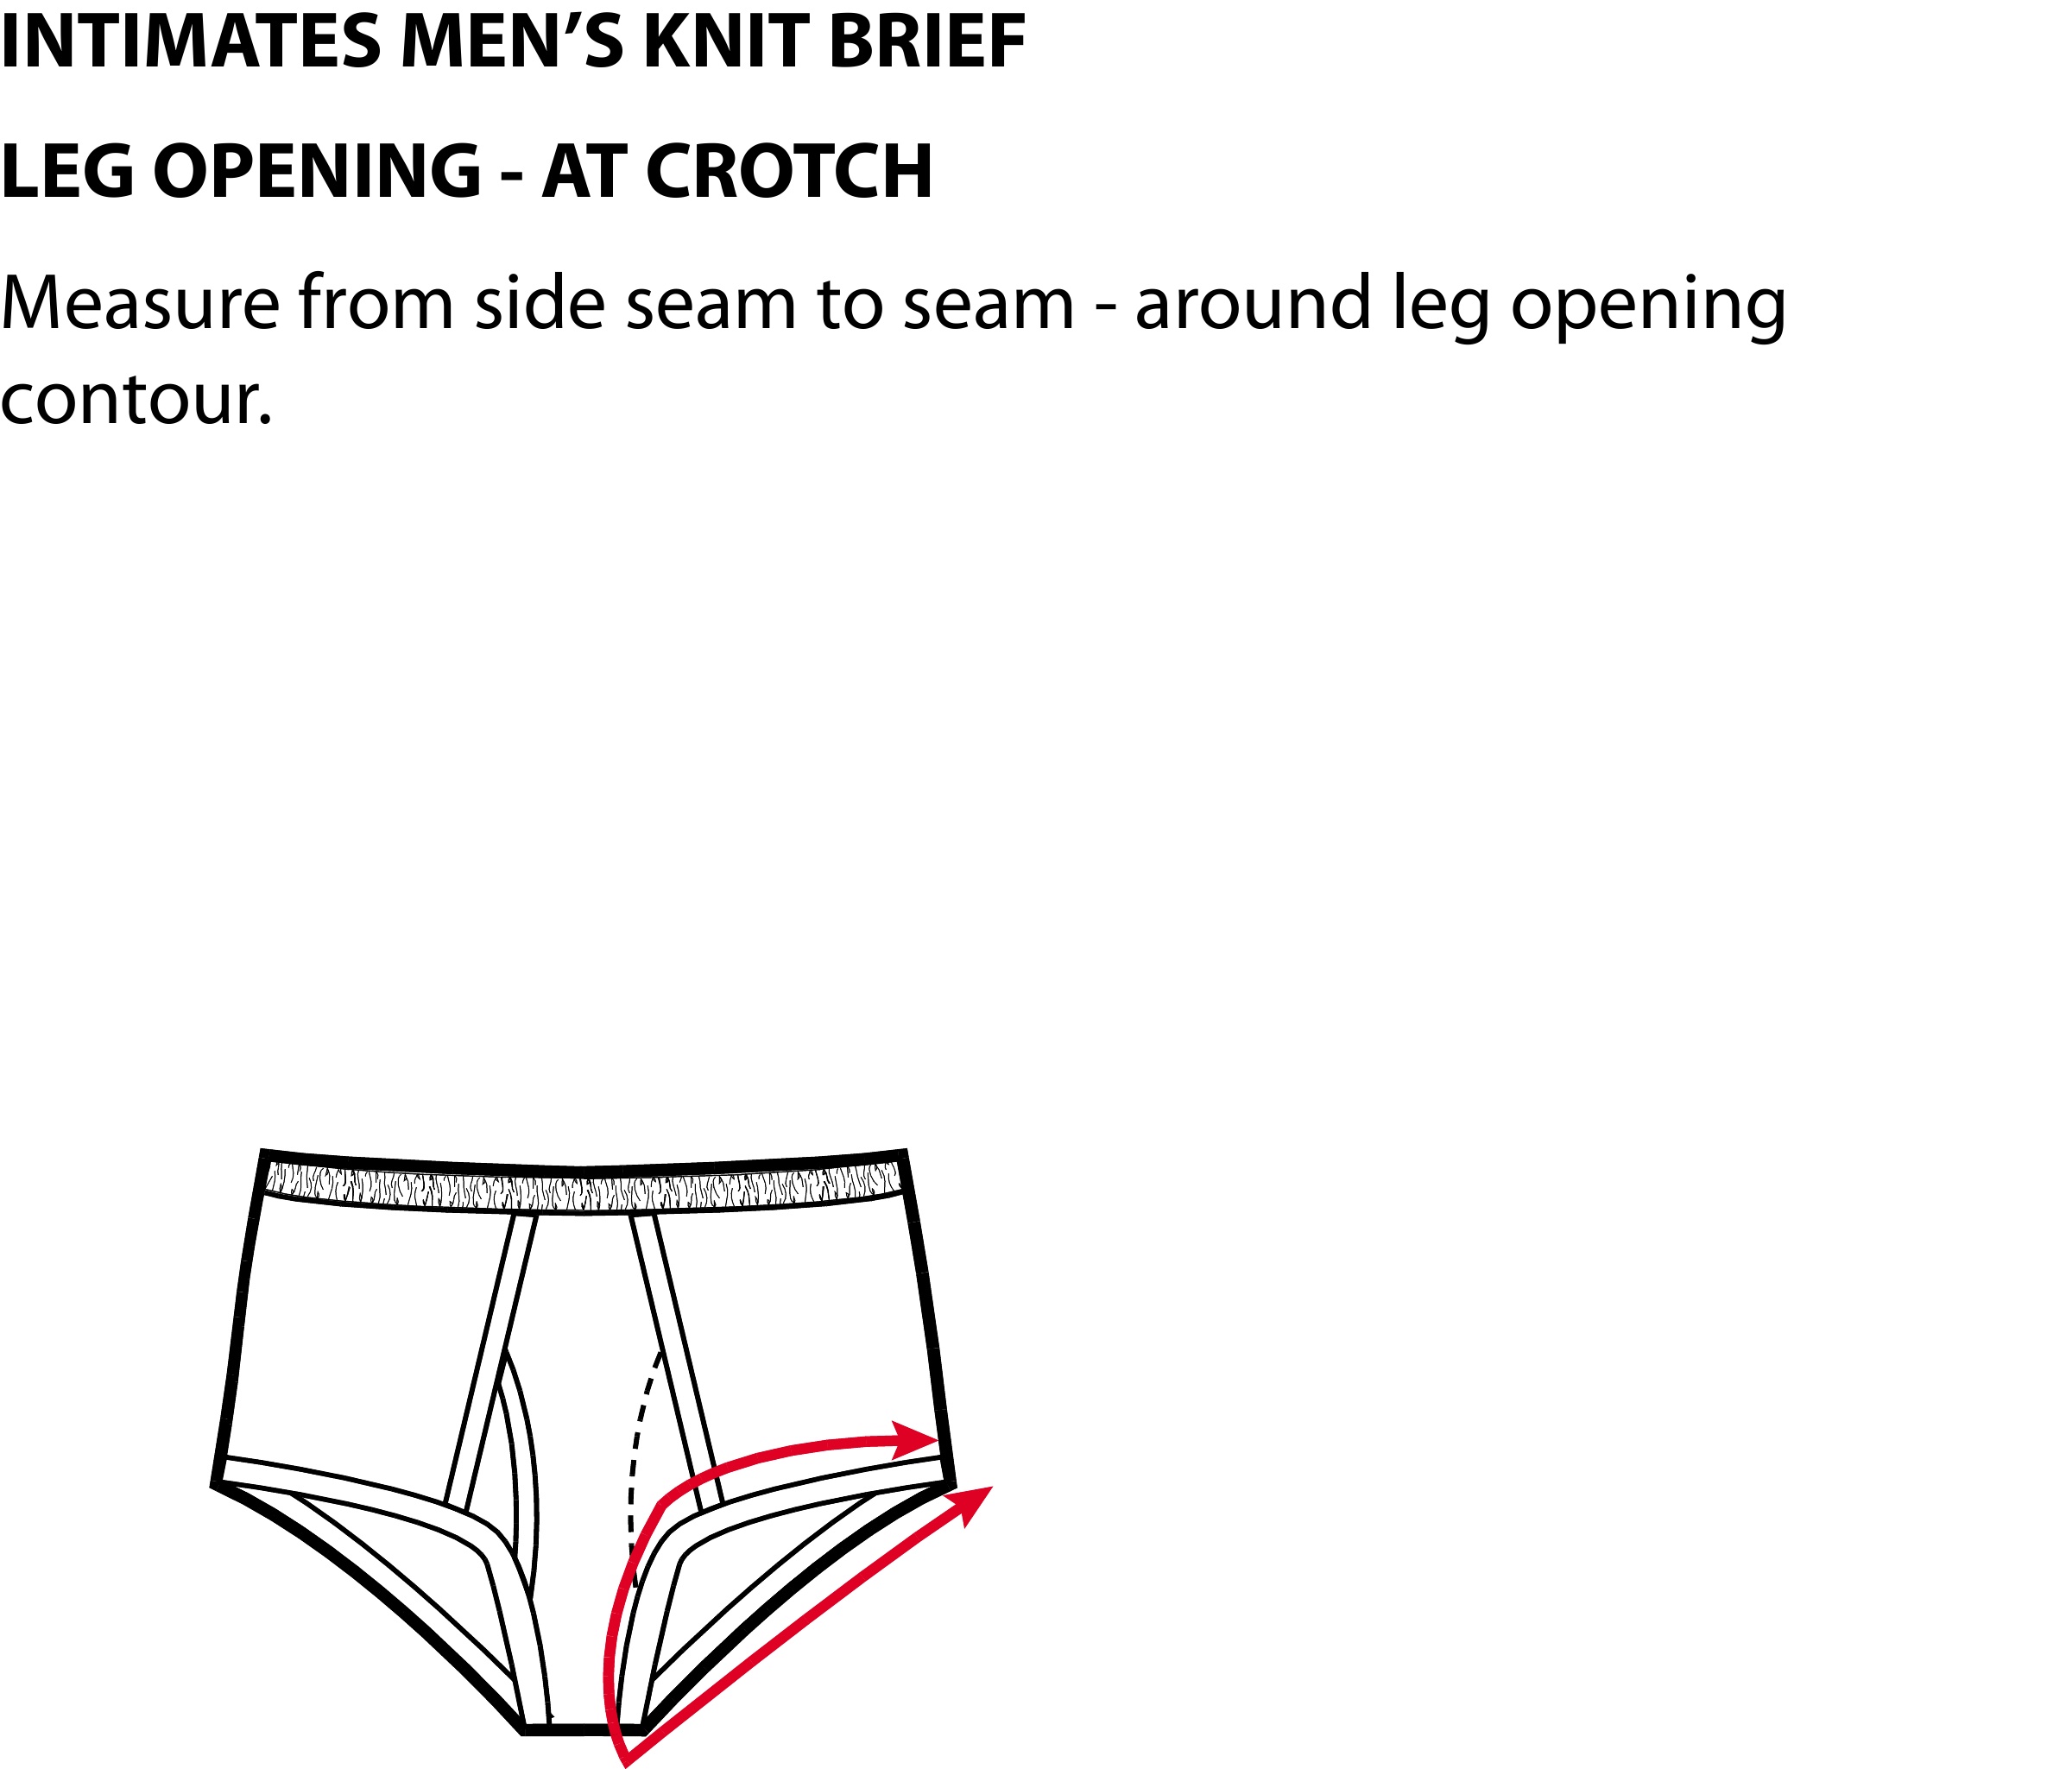 INTIMATES MEN’S KNIT BRIEF
LEG OPENING - AT CROTCH
Measure from side seam to seam - around leg opening
contour.